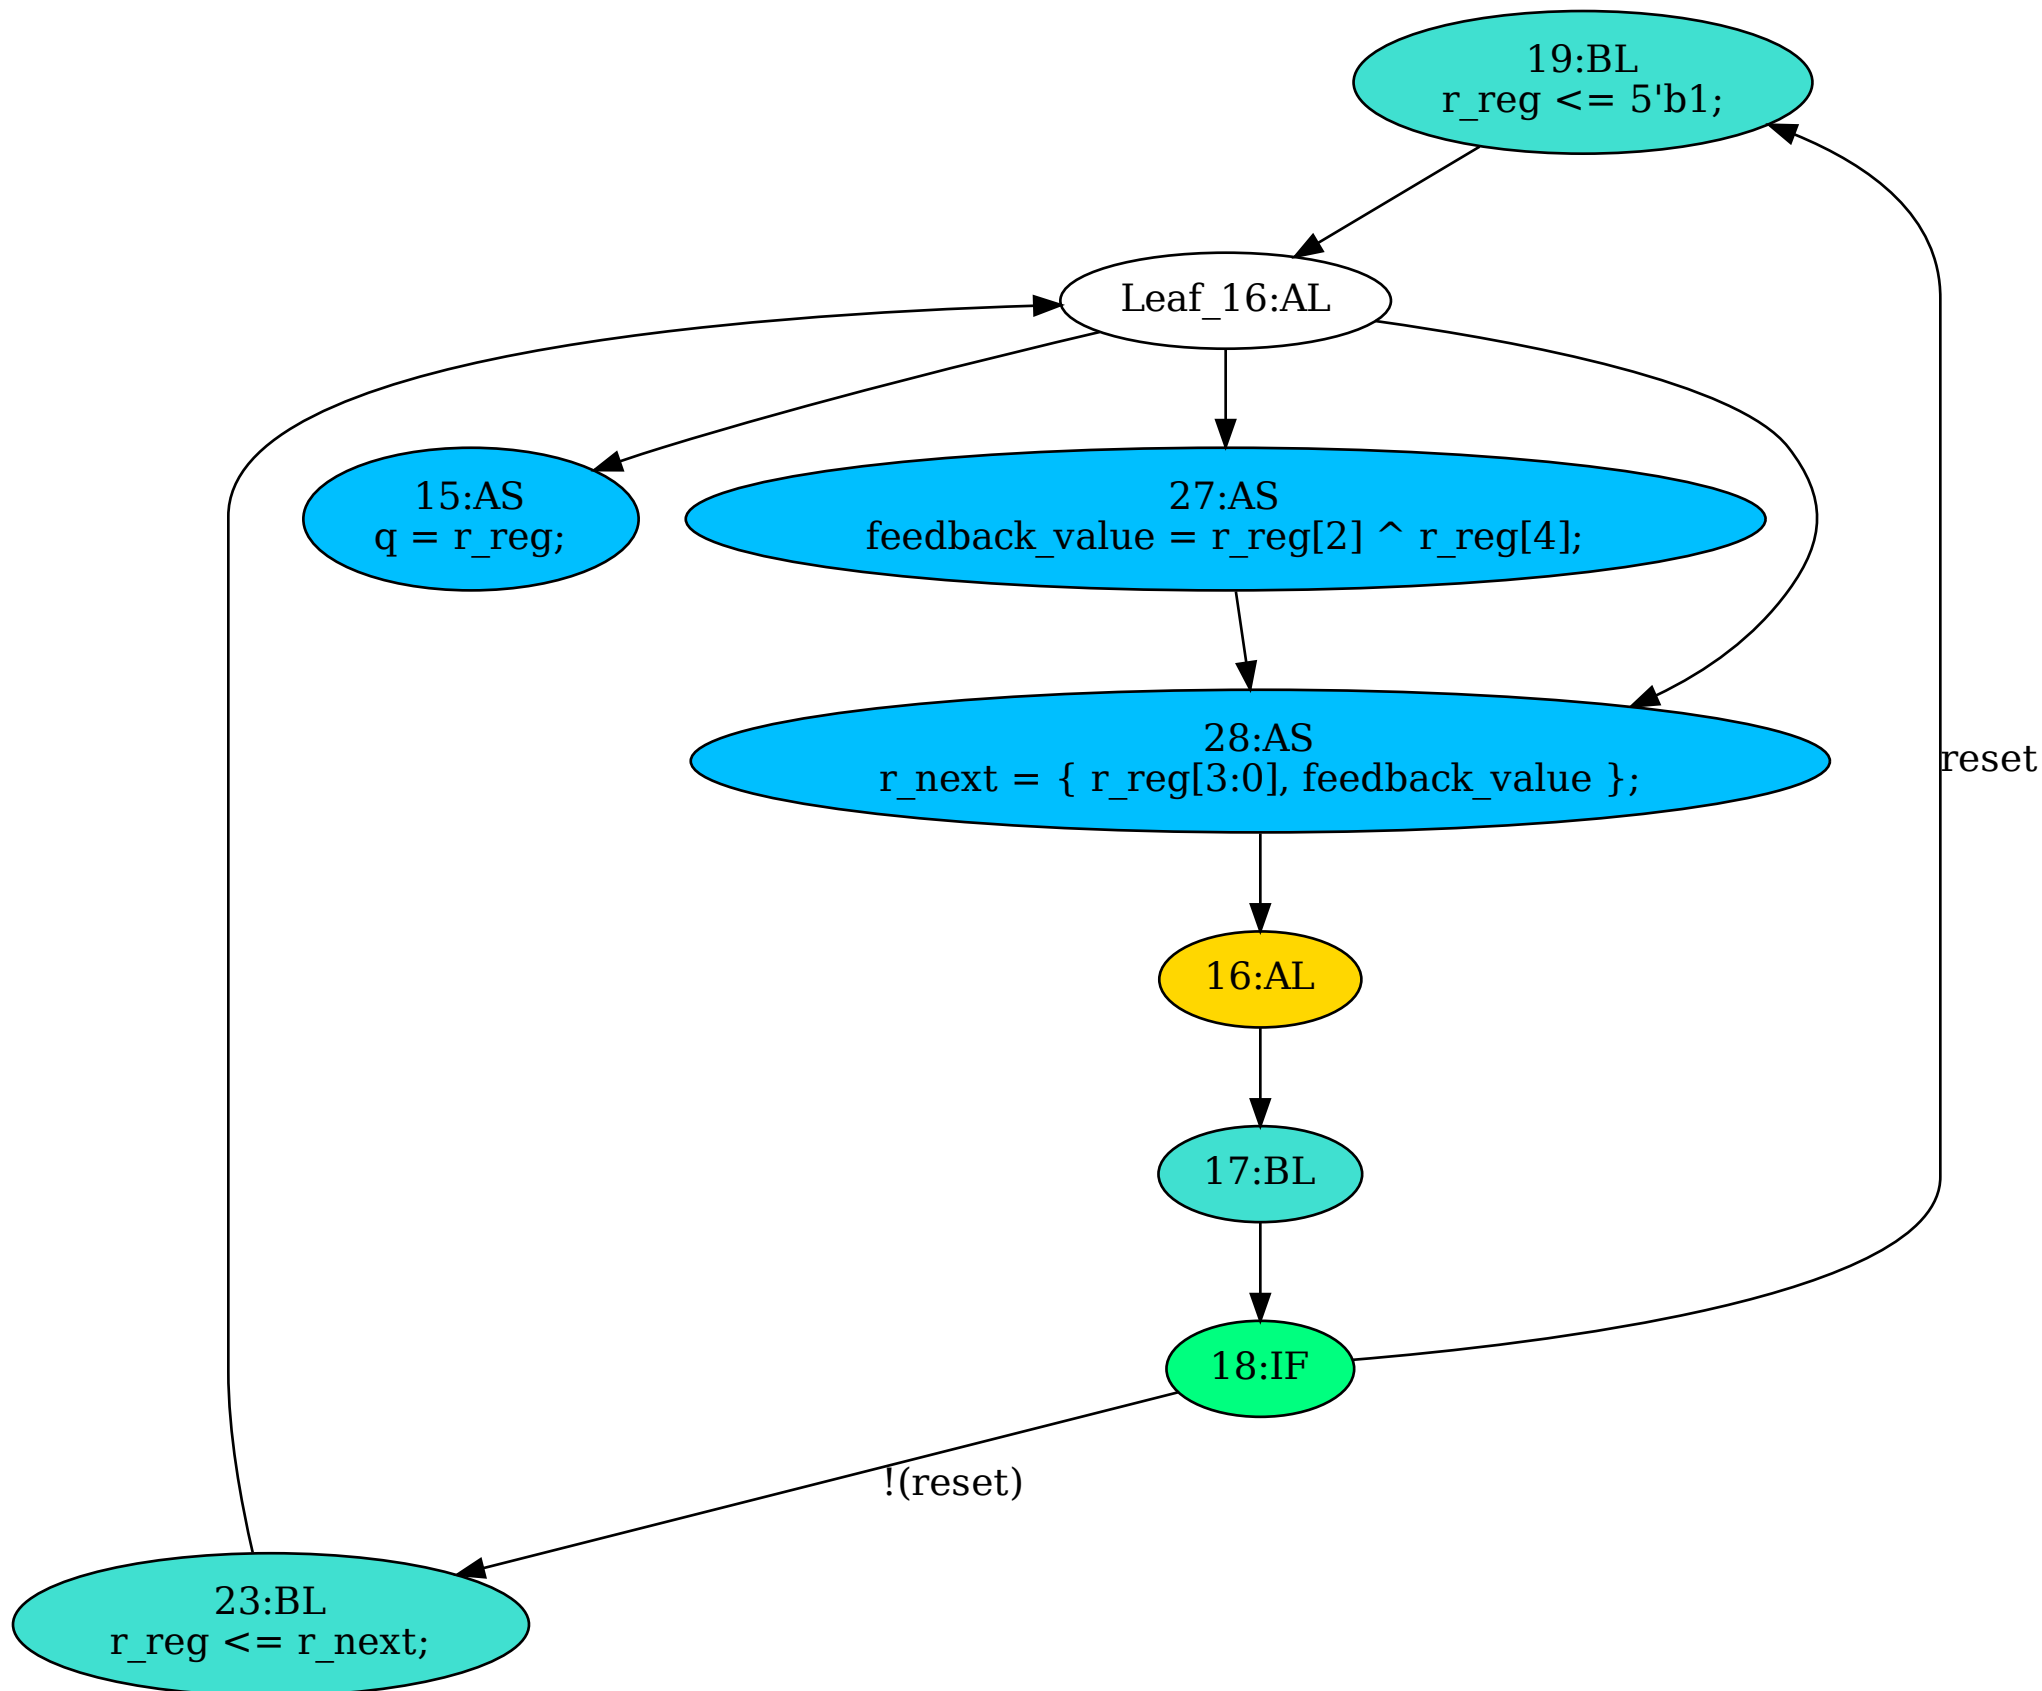 19:BL
r_reg <= 5'b1;
Leaf_16:AL
15:AS
q = r_reg;
27:AS
feedback_value = r_reg[2] ^ r_reg[4];
28:AS
r_next = { r_reg[3:0], feedback_value };
reset
16:AL
17:BL
18:IF
!(reset)
23:BL
r_reg <= r_next;